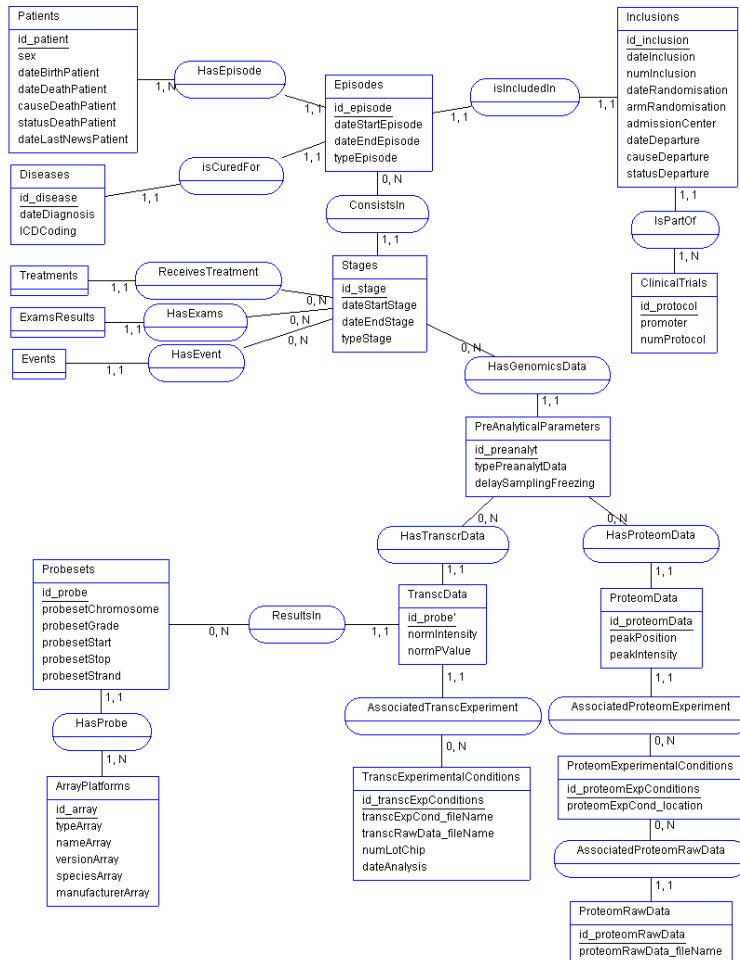 Patients
id_patient
sex
dateBirthPatient
dateDeathPatient
causeDeathPatient
statusDeathPatient
dateLastNewsPatient
HasEpisode
1, N
1, 1
Episodes
id_episode
dateStartEpisode
dateEndEpisode
typeEpisode
isIncludedIn
1, 1
1, 1
Inclusions
id_inclusion
dateInclusion
numInclusion
dateRandomisation
armRandomisation
admissionCenter
dateDeparture
causeDeparture
statusDeparture
Diseases
id_disease
dateDiagnosis
ICDCoding
isCuredFor
1, 1
1, 1
0, N
ConsistsIn
1, 1
1, 1
IsPartOf
1, N
ClinicalTrials
id_protocol
promoter
numProtocol
Stages
id_stage
dateStartStage
dateEndStage
typeStage
Treatments
1, 1
ReceivesTreatment
0, N
ExamsResults
1, 1
HasExams
0, N
Events
1, 1
HasEvent
0, N
0, N
HasGenomicsData
1, 1
PreAnalyticalParameters
id_preanalyt
typePreanalytData
delaySamplingFreezing
0, N
0, N
HasTranscrData
1, 1
HasProteomData
1, 1
Probesets
id_probe
probesetChromosome
probesetGrade
probesetStart
probesetStop
probesetStrand
0, N
ResultsIn
1, 1
TranscData
id_probe'
normIntensity
normPValue
ProteomData
id_proteomData
peakPosition
peakIntensity
1, 1
HasProbe
1, N
1, 1
AssociatedTranscExperiment
0, N
1, 1
AssociatedProteomExperiment
0, N
ArrayPlatforms
id_array
typeArray
nameArray
versionArray
speciesArray
manufacturerArray
TranscExperimentalConditions
id_transcExpConditions
transcExpCond_fileName
transcRawData_fileName
numLotChip
dateAnalysis
ProteomExperimentalConditions
id_proteomExpConditions
proteomExpCond_location
0, N
AssociatedProteomRawData
1, 1
ProteomRawData
id_proteomRawData
proteomRawData_fileName